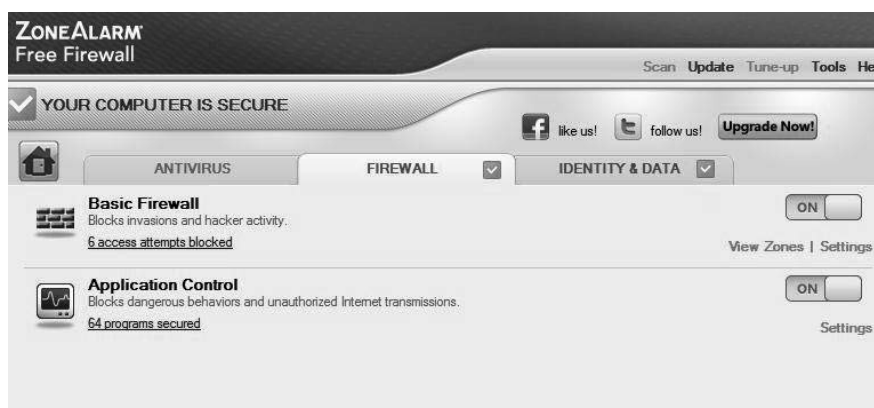 ZONEALARM
Free Firewall
Scan Update Tune-up Tools He
YOUR COMPUTER IS SECURE
like us! follow us! Upgrade Now!
ANTIVIRUS FIREWALL IDENTITY & DATA
Basic Firewall
Blocks invasions and hacker activity.
6 access attempts blocked
ON
View Zones | Settings
Application Control
Blocks dangerous behaviors and unauthorized Internet transmissions.
64 programs secured
ON
Settings